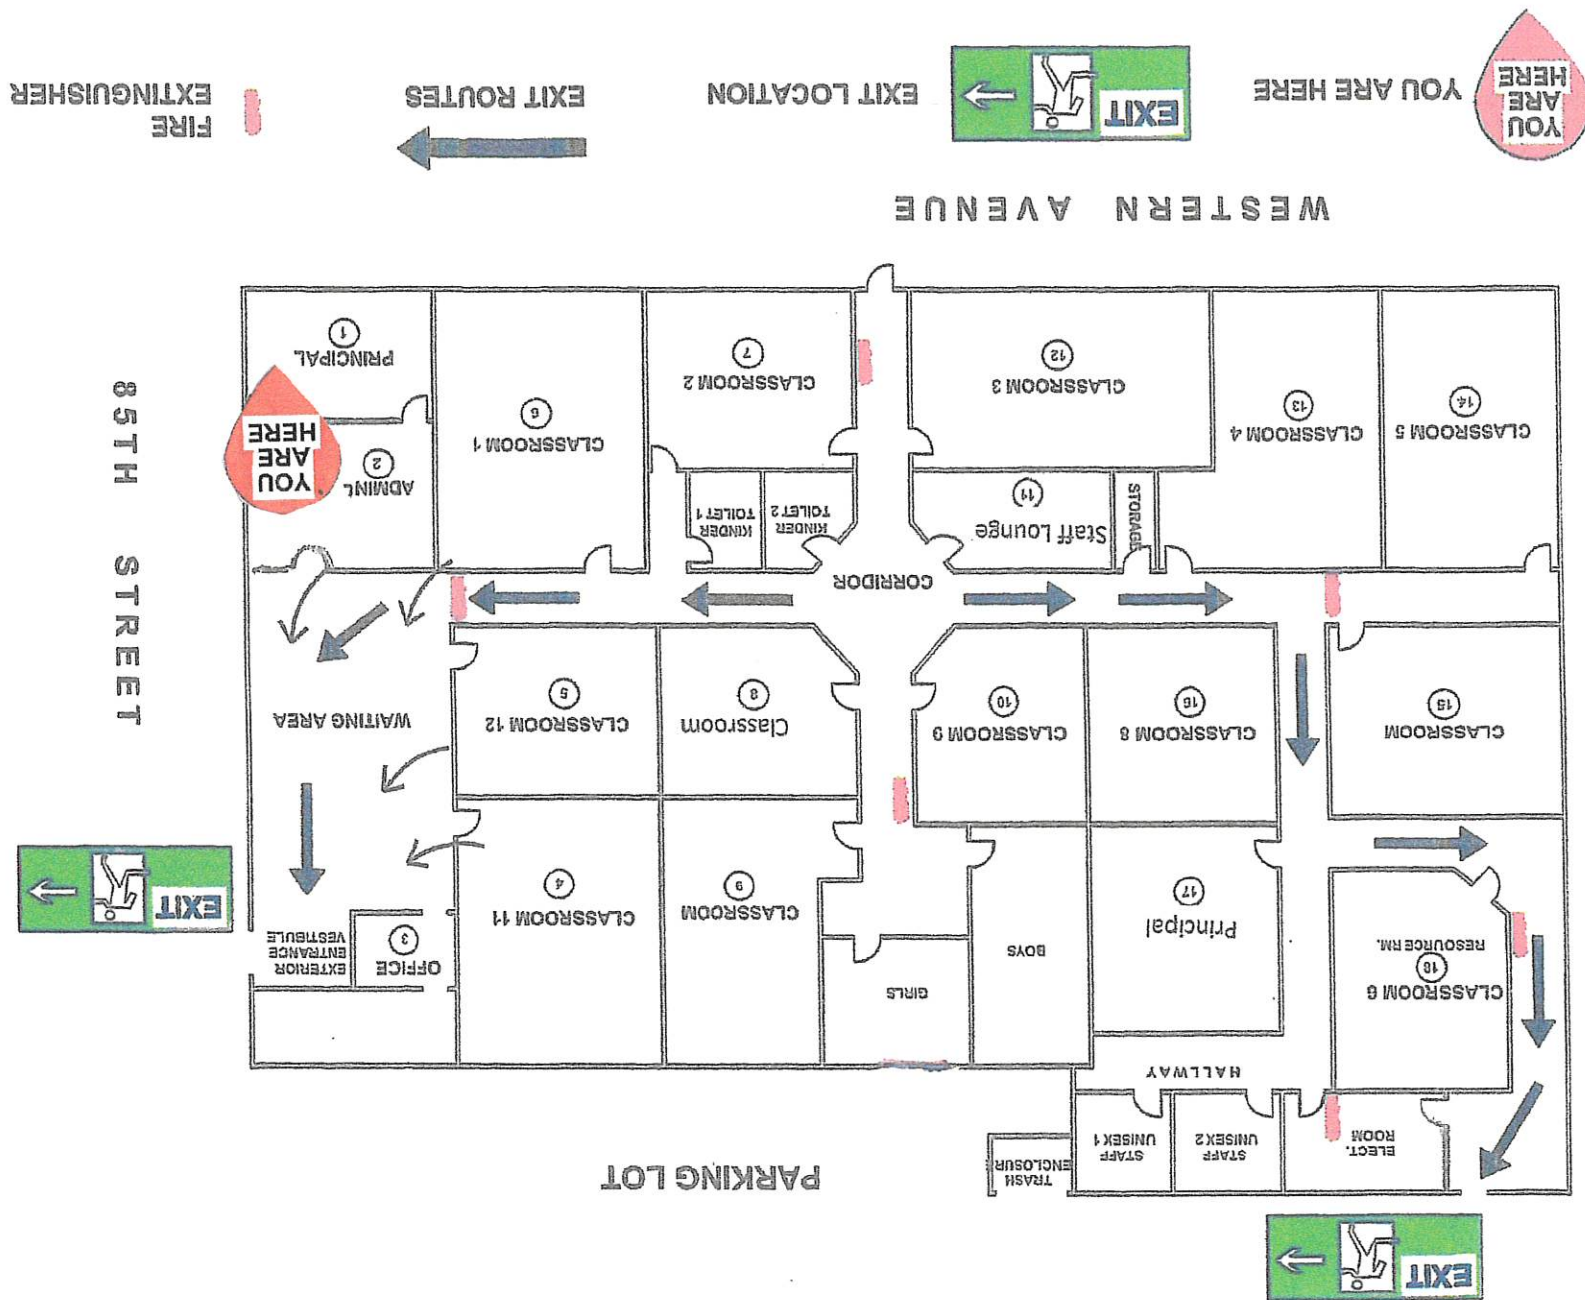 EXIT
PARKING LOT
TRASH
ENCLOSURE
ELECT.
ROOM
STAFF
UNISEX 2
STAFF
UNISEX 1
HALLWAY
CLASSROOM 6
18
RESOURCE RM.
Principal
17
BOYS
GIRLS
CLASSROOM
9
CLASSROOM 11
4
OFFICE
3
EXTERIOR
ENTRANCE
VESTIBULE
EXIT
CLASSROOM
15
CLASSROOM 8
16
CLASSROOM 9
10
Classroom
8
CLASSROOM 12
5
WAITING AREA
85TH STREET
CORRIDOR
STORAGE
Staff Lounge
11
KINDER
TOILET 2
KINDER
TOILET 1
CLASSROOM 5
14
CLASSROOM 4
13
CLASSROOM 3
12
CLASSROOM 2
7
CLASSROOM 1
6
ADMINL
2
YOU
ARE
HERE
PRINCIPAL
1
WESTERN AVENUE
YOU
ARE
HERE
YOU ARE HERE
EXIT
EXIT LOCATION
EXIT ROUTES
FIRE
EXTINGUISHER